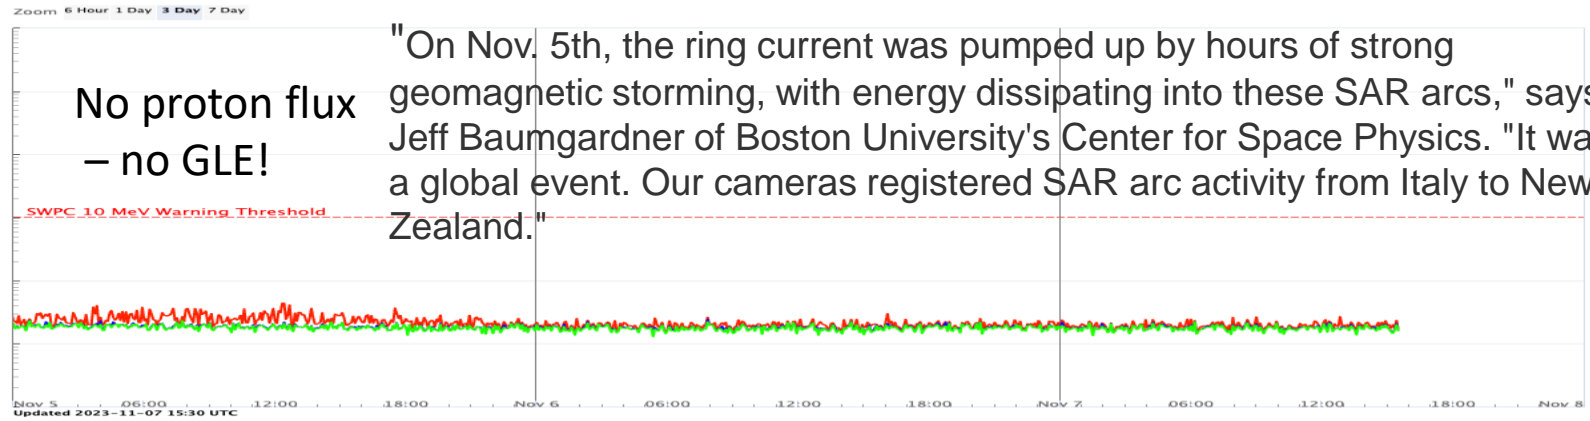 Zoom 6 Hour 1 Day 3 Day 7 Day
"On Nov. 5th, the ring current was pumped up by hours of strong
geomagnetic storming, with energy dissipating into these SAR arcs," says
Jeff Baumgardner of Boston University's Center for Space Physics. "It wa
a global event. Our cameras registered SAR arc activity from Italy to New
Zealand."
No proton flux
– no GLE!
SWPC 10 MeV Warning Threshold
Nov 5 06:00 12:00 18:00 Nov 6 06:00 12:00 18:00 Nov 7 06:00 12:00 18:00 Nov 8
Updated 2023-11-07 15:30 UTC